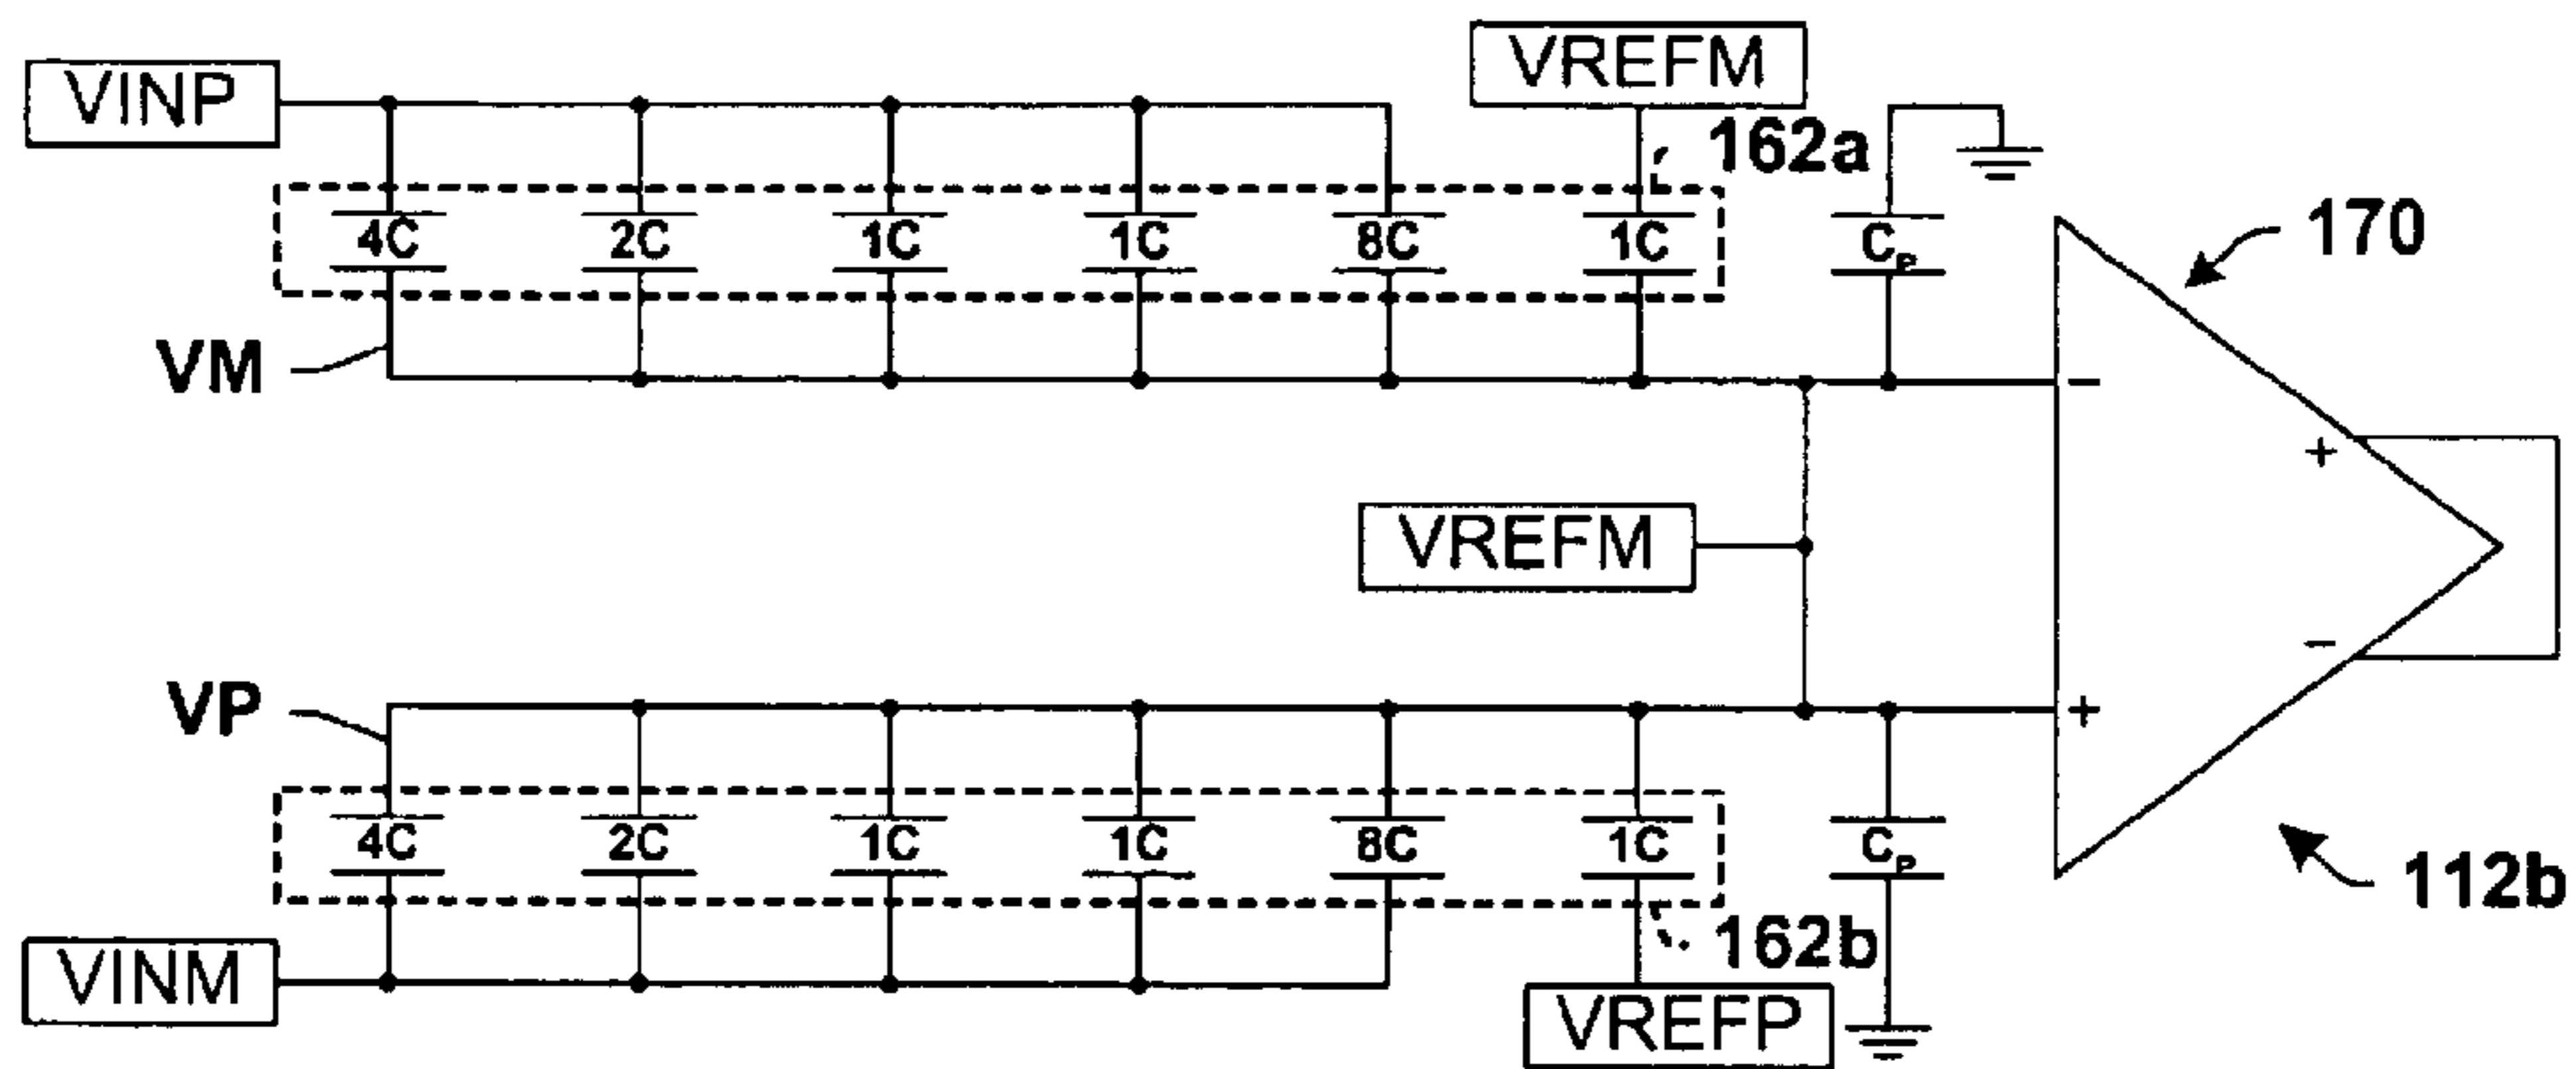 VREFM
VINP
162a
4C 2C 1C 1C 8C 1C CP
170
VM
−
+
VREFM
−
VP
+
4C 2C 1C 1C 8C 1C CP
112b
162b
VINM
VREFP